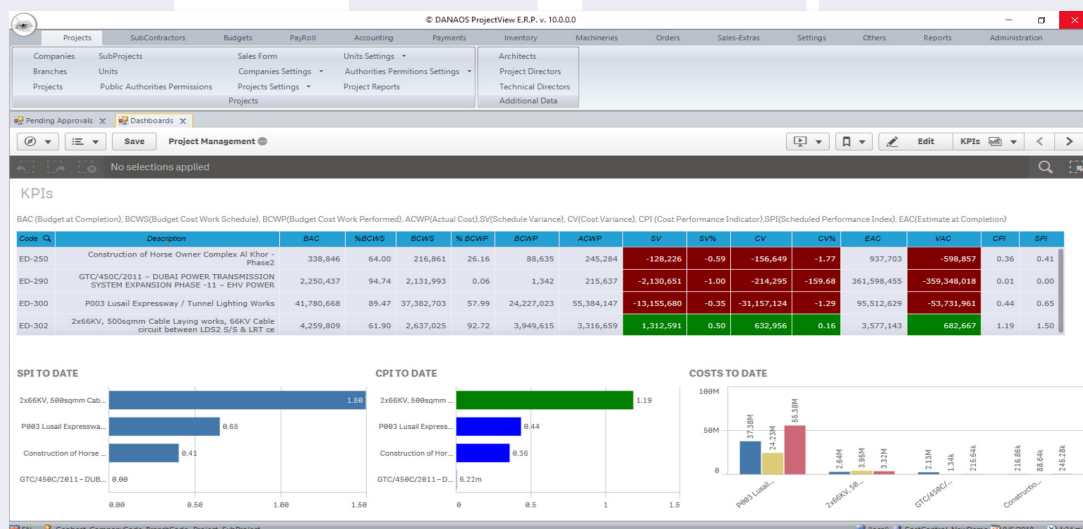 © DANAOS ProjectView E.R.P. v. 10.0.0.0
Projects SubContractors Budgets PayRoll Accounting Payments Inventory Machineries Orders Sales-Extras Settings Others Reports Administration
Companies SubProjects Sales Form Units Settings Architects
Branches Units Companies Settings Authorities Permitions Settings Project Directors
Projects Public Authorities Permissions Projects Settings Project Reports Technical Directors
Projects Additional Data
Pending Approvals X Dashboards X
Save Project Management Edit KPIs
No selections applied
KPIs
BAC (Budget at Completion), BCWS(Budget Cost Work Schedule), BCWP(Budget Cost Work Performed), ACWP(Actual Cost),SV(Schedule Variance), CV(Cost Variance), CPI (Cost Performance Indicator),SPI(Scheduled Performance Index), EAC(Estimate at Completion)
Code Description BAC %BCWS BCWS % BCWP BCWP ACWP SV SV% CV CV% EAC VAC CPI SPI
ED-250 Construction of Horse Owner Complex Al Khor - Phase2 338,846 64.00 216,861 26.16 88,635 245,284 -128,226 -0.59 -156,649 -1.77 937,703 -598,857 0.36 0.41
ED-290 GTC/450C/2011 – DUBAI POWER TRANSMISSION SYSTEM EXPANSION PHASE -11 – EHV POWER 2,250,437 94.74 2,131,993 0.06 1,342 215,637 -2,130,651 -1.00 -214,295 -159.68 361,598,455 -359,348,018 0.01 0.00
ED-300 P003 Lusail Expressway / Tunnel Lighting Works 41,780,668 89.47 37,382,703 57.99 24,227,023 55,384,147 -13,155,680 -0.35 -31,157,124 -1.29 95,512,629 -53,731,961 0.44 0.65
ED-302 2x66KV, 500sqmm Cable Laying works, 66KV Cable circuit between LDS2 S/S & LRT ce 4,259,809 61.90 2,637,025 92.72 3,949,615 3,316,659 1,312,591 0.50 632,956 0.16 3,577,143 682,667 1.19 1.50
SPI TO DATE
2x66KV, 500sqmm Cab... 1.50
P003 Lusail Expresswa... 0.65
Construction of Horse ... 0.41
GTC/450C/2011-DUB... 0.00
0.00 0.50 1.00 1.50
CPI TO DATE
2x66KV, 500sqmm ... 1.19
P003 Lusail Express... 0.44
Construction of Hor... 0.36
GTC/450C/2011-D... 6.22m
0 0.5 1 1.5
COSTS TO DATE
100M
50M
0
37.38M 24.23M 55.38M
2.64M 3.95M 3.32M
2.13M 1.34k 215.64k
216.86k 88.64k 245.28k
P003 Lusail... 2x66KV, 50... GTC/450C/... Constructio...